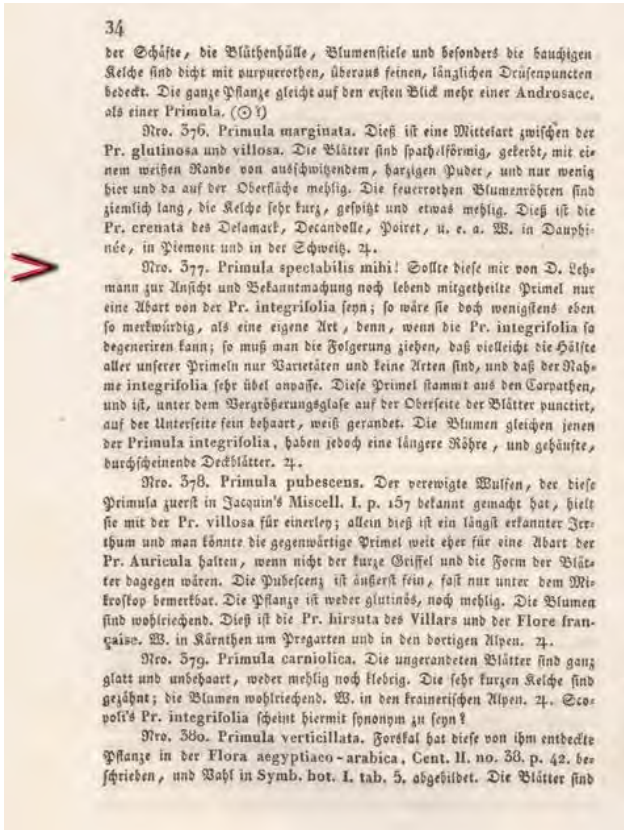 34
der Schäfte, die Blüthenhülle, Blumenstiele und besonders die bauchigen
Kelche sind dicht mit purpurrothen, überaus feinen, länglichen Drüsenpuncten
bedeckt. Die ganze Pflanze gleicht auf den ersten Blick mehr einer Androsace,
als einer Primula. (⊙?)
Nro. 376. Primula marginata. Dieß ist eine Mittelart zwischen der
Pr. glutinosa und villosa. Die Blätter sind spathelförmig, gekerbt, mit ei-
nem weißen Rande von ausschwitzendem, harzigen Puder, und nur wenig
hier und da auf der Oberfläche mehlig. Die feuerrothen Blumenröhren sind
ziemlich lang, die Kelche sehr kurz, gespitzt und etwas mehlig. Dieß ist die
Pr. crenata des Delamark, Decandolle, Poiret, u. e. a. W. in Dauphi-
née, in Piemont und in der Schweitz. ♃.
Nro. 377. Primula spectabilis mihi! Sollte diese mir von D. Leh-
mann zur Ansicht und Bekanntmachung noch lebend mitgetheilte Primel nur
eine Abart von der Pr. integrifolia seyn; so wäre sie doch wenigstens eben
so merkwürdig, als eine eigene Art, denn, wenn die Pr. integrifolia so
degeneriren kann; so muß man die Folgerung ziehen, daß vielleicht die Hälfte
aller unserer Primeln nur Varietäten und keine Arten sind, und daß der Nah-
me integrifolia sehr übel anpasse. Diese Primel stammt aus den Carpathen,
und ist, unter dem Vergrößerungsglase auf der Oberseite der Blätter punctirt,
auf der Unterseite fein behaart, weiß gerandet. Die Blumen gleichen jenen
der Primula integrifolia, haben jedoch eine längere Röhre, und gehäufte,
durchscheinende Deckblätter. ♃.
Nro. 378. Primula pubescens. Der verewigte Wulfen, der diese
Primula zuerst in Jacquin's Miscell. I. p. 157 bekannt gemacht hat, hielt
sie mit der Pr. villosa für einerley; allein dieß ist ein längst erkannter Irr-
thum und man könnte die gegenwärtige Primel weit eher für eine Abart der
Pr. Auricula halten, wenn nicht der kurze Griffel und die Form der Blät-
ter dagegen wären. Die Pubescenz ist äußerst fein, fast nur unter dem Mi-
kroskop bemerkbar. Die Pflanze ist weder glutinös, noch mehlig. Die Blumen
sind wohlriechend. Dieß ist die Pr. hirsuta des Villars und der Flore fran-
çaise. W. in Kärnthen um Pregarten und in den dortigen Alpen. ♃.
Nro. 379. Primula carniolica. Die ungerandeten Blätter sind ganz
glatt und unbehaart, weder mehlig noch klebrig. Die sehr kurzen Kelche sind
gezähnt; die Blumen wohlriechend. W. in den krainerischen Alpen. ♃. Sco-
poli's Pr. integrifolia scheint hiermit synonym zu seyn?
Nro. 380. Primula verticillata. Forskal hat diese von ihm entdeckte
Pflanze in der Flora aegyptiaco-arabica, Cent. II. no. 38. p. 42. be-
schrieben, und Vahl in Symb. bot. I. tab. 5. abgebildet. Die Blätter sind